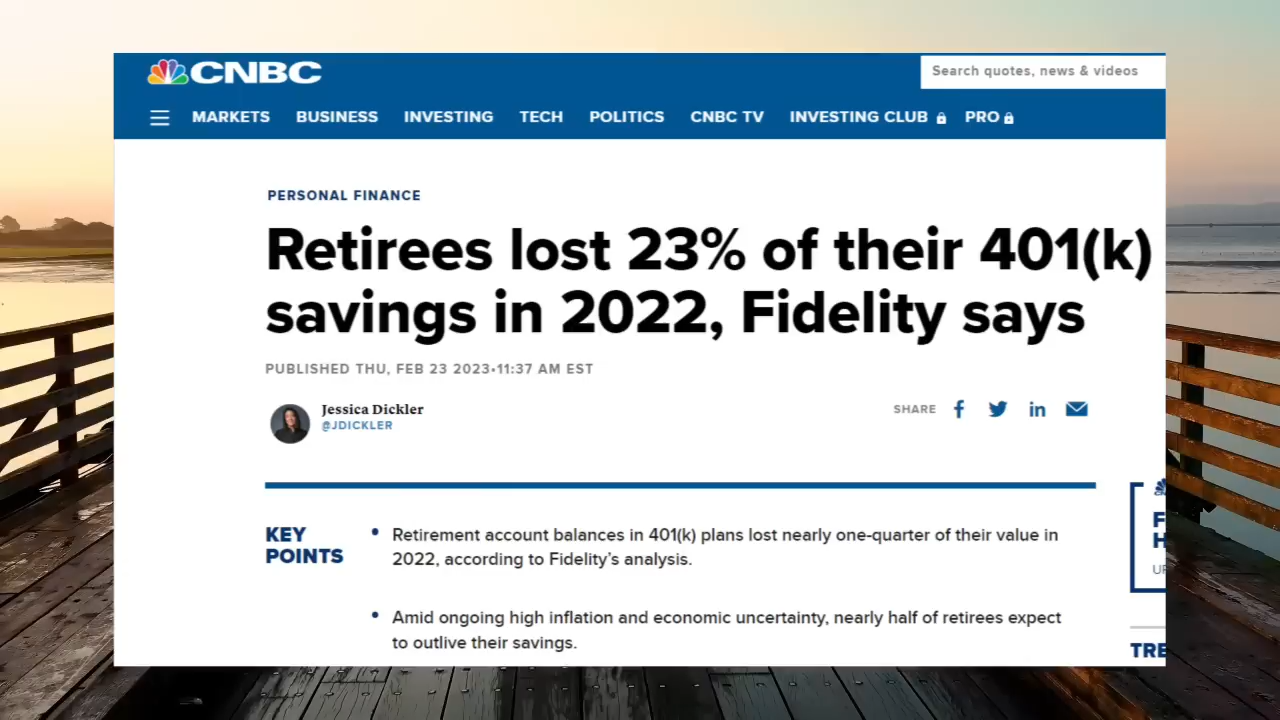 CNBC
Search quotes, news & videos
MARKETS BUSINESS INVESTING TECH POLITICS CNBC TV INVESTING CLUB PRO
PERSONAL FINANCE
Retirees lost 23% of their 401(k)
savings in 2022, Fidelity says
PUBLISHED THU, FEB 23 2023•11:37 AM EST
Jessica Dickler
@JDICKLER
SHARE
KEY
POINTS
• Retirement account balances in 401(k) plans lost nearly one-quarter of their value in
2022, according to Fidelity’s analysis.
• Amid ongoing high inflation and economic uncertainty, nearly half of retirees expect
to outlive their savings.